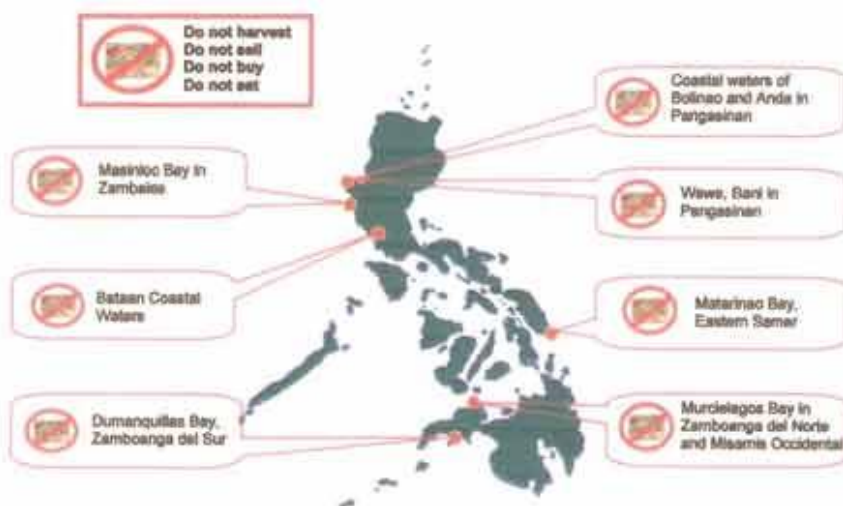 Do not harvest
Do not sell
Do not buy
Do not eat
Coastal waters of
Bolinao and Anda in
Pangasinan
Masinloc Bay in
Zambales
Wawa, Bani in
Pangasinan
Bataan Coastal
Waters
Matarinao Bay,
Eastern Samar
Dumanquillas Bay,
Zamboanga del Sur
Murcielagos Bay in
Zamboanga del Norte
and Misamis Occidental